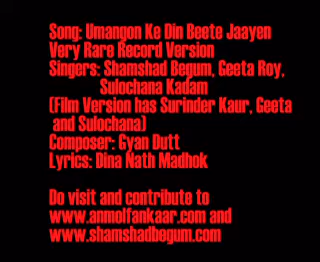 Song: Umangon Ke Din Beete Jaayen
Very Rare Record Version
Singers: Shamshad Begum, Geeta Roy,
Sulochana Kadam
(Film Version has Surinder Kaur, Geeta
and Sulochana)
Composer: Gyan Dutt
Lyrics: Dina Nath Madhok
Do visit and contribute to
www.anmolfankaar.com and
www.shamshadbegum.com